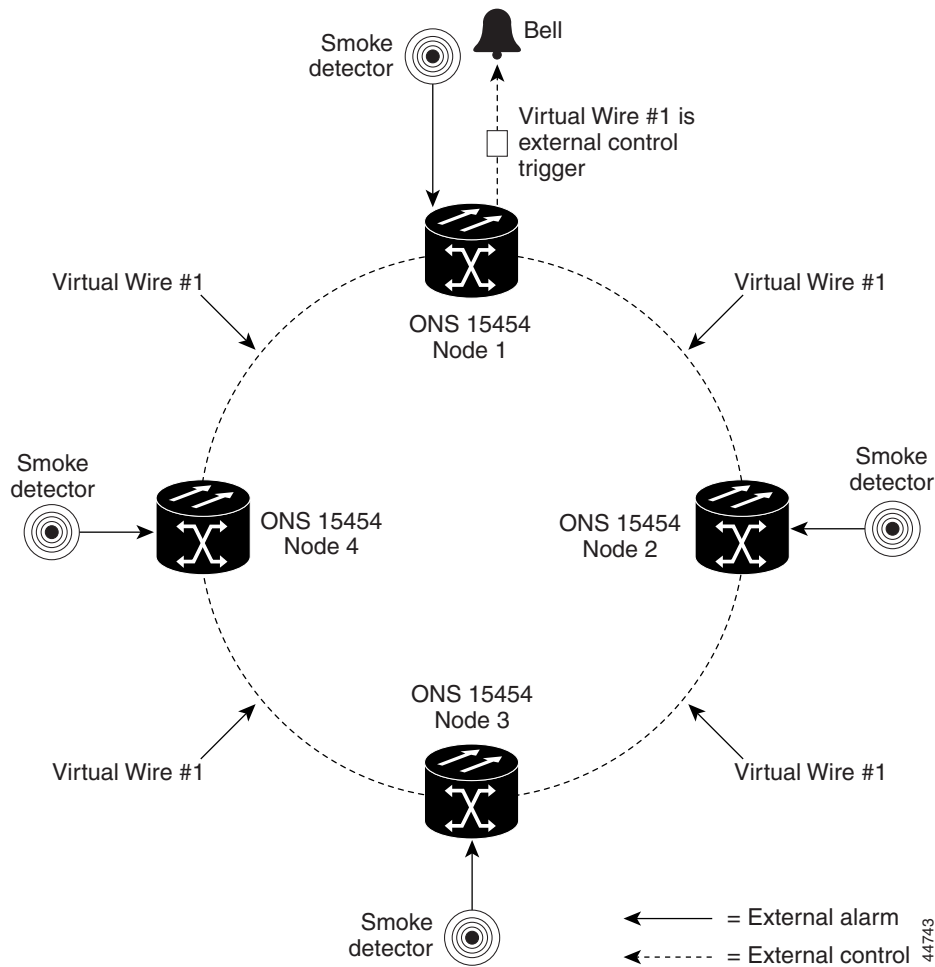 Smoke
detector
Bell
Virtual Wire #1 is
external control
trigger
Virtual Wire #1
Virtual Wire #1
ONS 15454
Node 1
Smoke
detector
ONS 15454
Node 4
ONS 15454
Node 2
Smoke
detector
ONS 15454
Node 3
Virtual Wire #1
Virtual Wire #1
Smoke
detector
= External alarm
= External control
44743